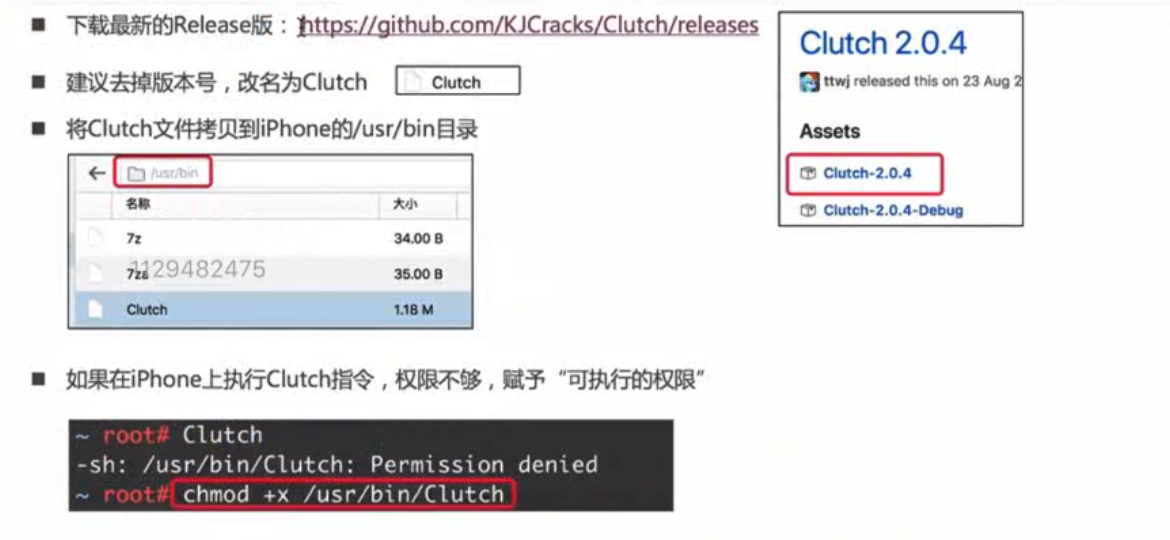 ■ 下载最新的Release版：https://github.com/KJCracks/Clutch/releases
■ 建议去掉版本号，改名为Clutch
Clutch
■ 将Clutch文件拷贝到iPhone的/usr/bin目录
/usr/bin
名称 大小
7z 34.00 B
7za 35.00 B
1129482475
Clutch 1.18 M
Clutch 2.0.4
ttwj released this on 23 Aug 2
Assets
Clutch-2.0.4
Clutch-2.0.4-Debug
■ 如果在iPhone上执行Clutch指令，权限不够，赋予“可执行的权限”
~ root# Clutch
-sh: /usr/bin/Clutch: Permission denied
~ root# chmod +x /usr/bin/Clutch